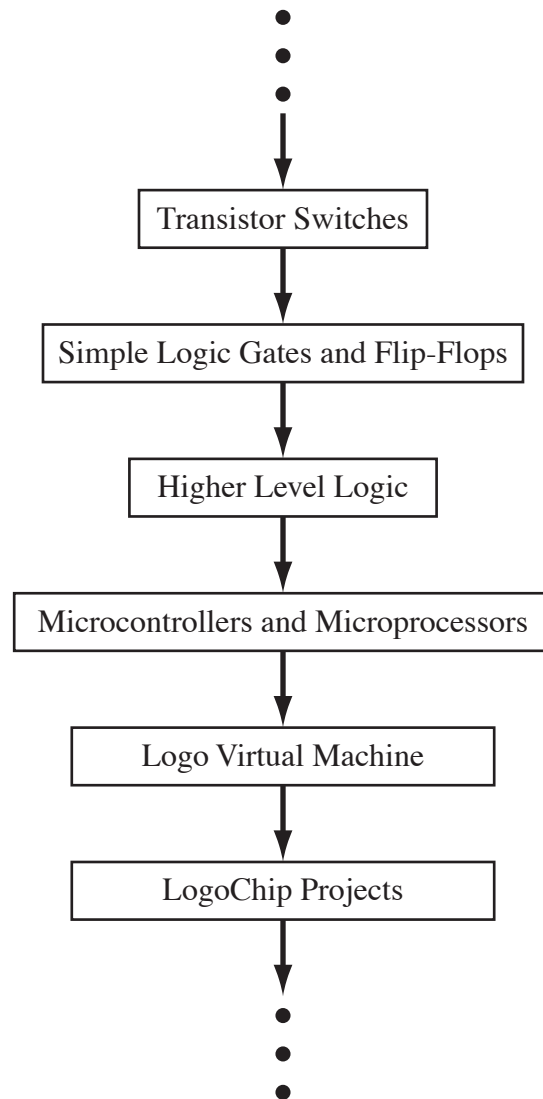 Transistor Switches
Simple Logic Gates and Flip-Flops
Higher Level Logic
Microcontrollers and Microprocessors
Logo Virtual Machine
LogoChip Projects